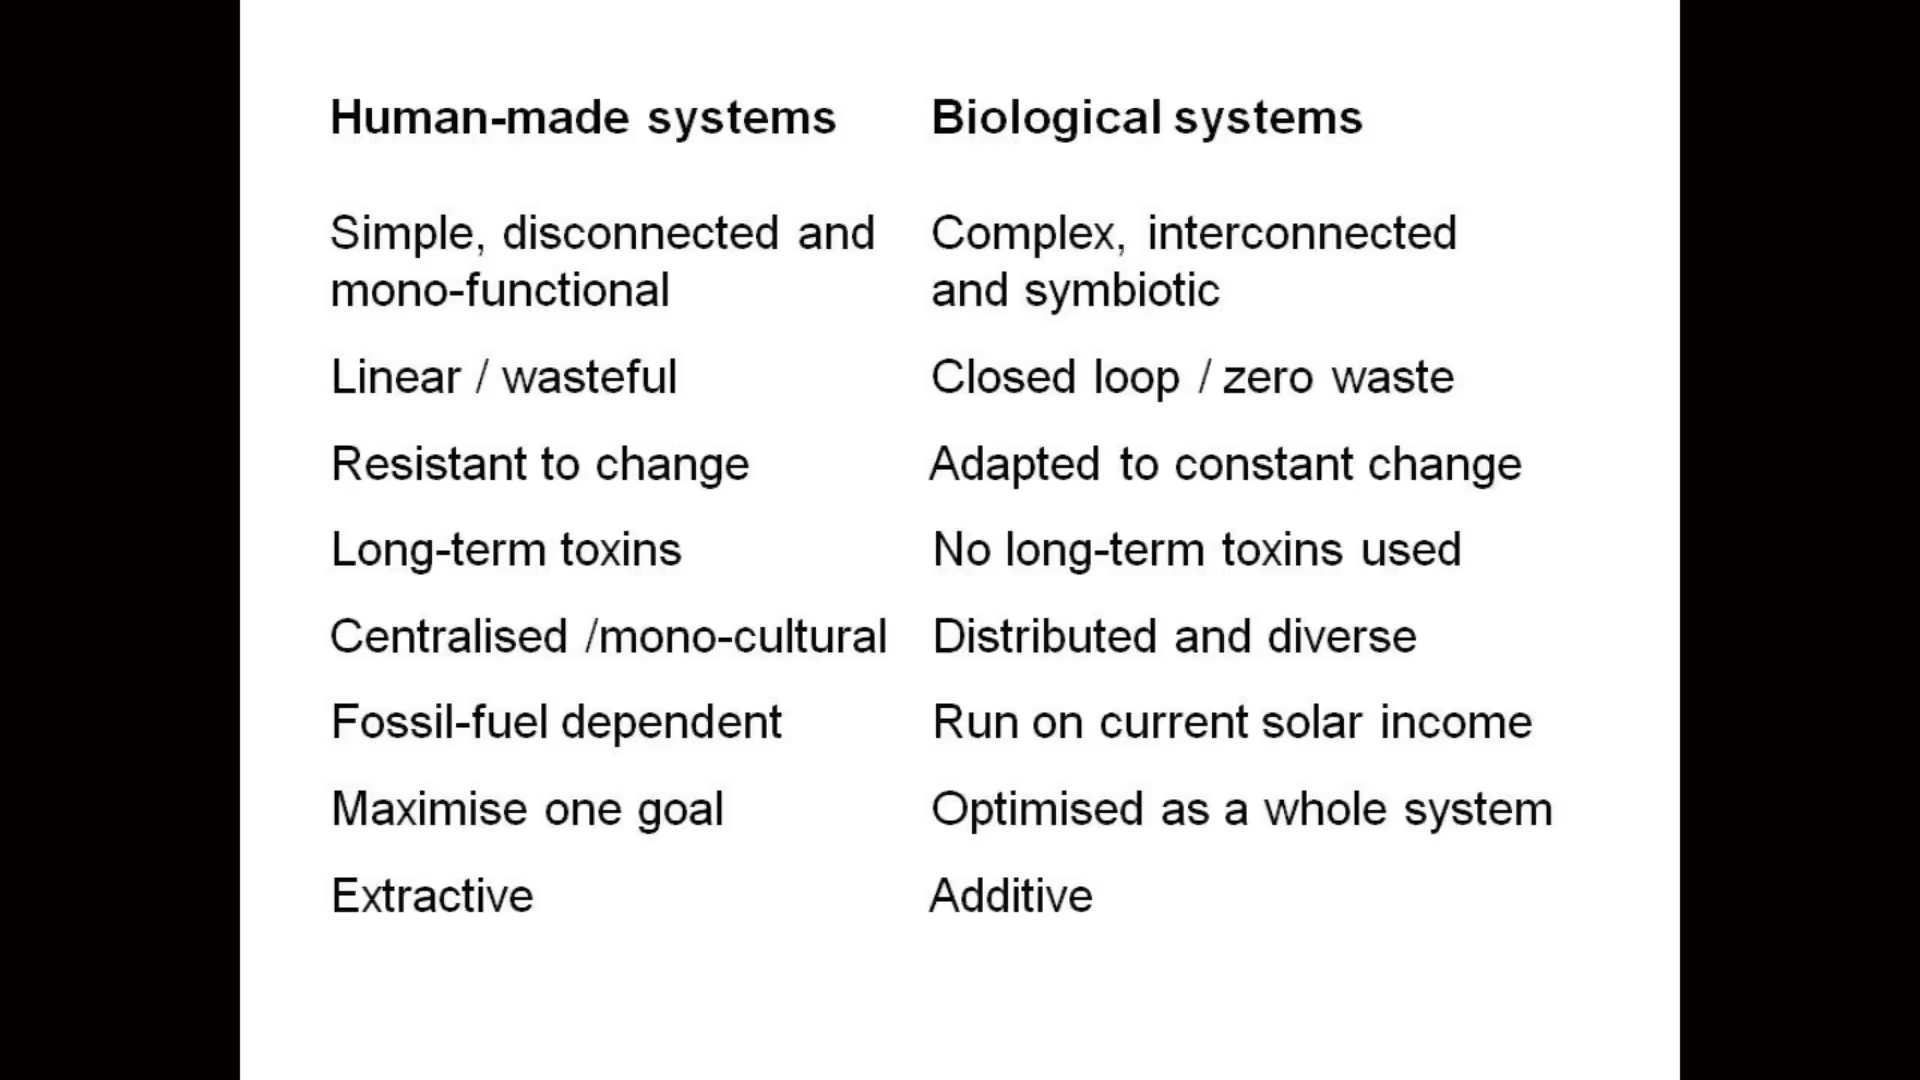 Human-made systems Biological systems
Simple, disconnected and Complex, interconnected
mono-functional and symbiotic
Linear / wasteful Closed loop / zero waste
Resistant to change Adapted to constant change
Long-term toxins No long-term toxins used
Centralised /mono-cultural Distributed and diverse
Fossil-fuel dependent Run on current solar income
Maximise one goal Optimised as a whole system
Extractive Additive